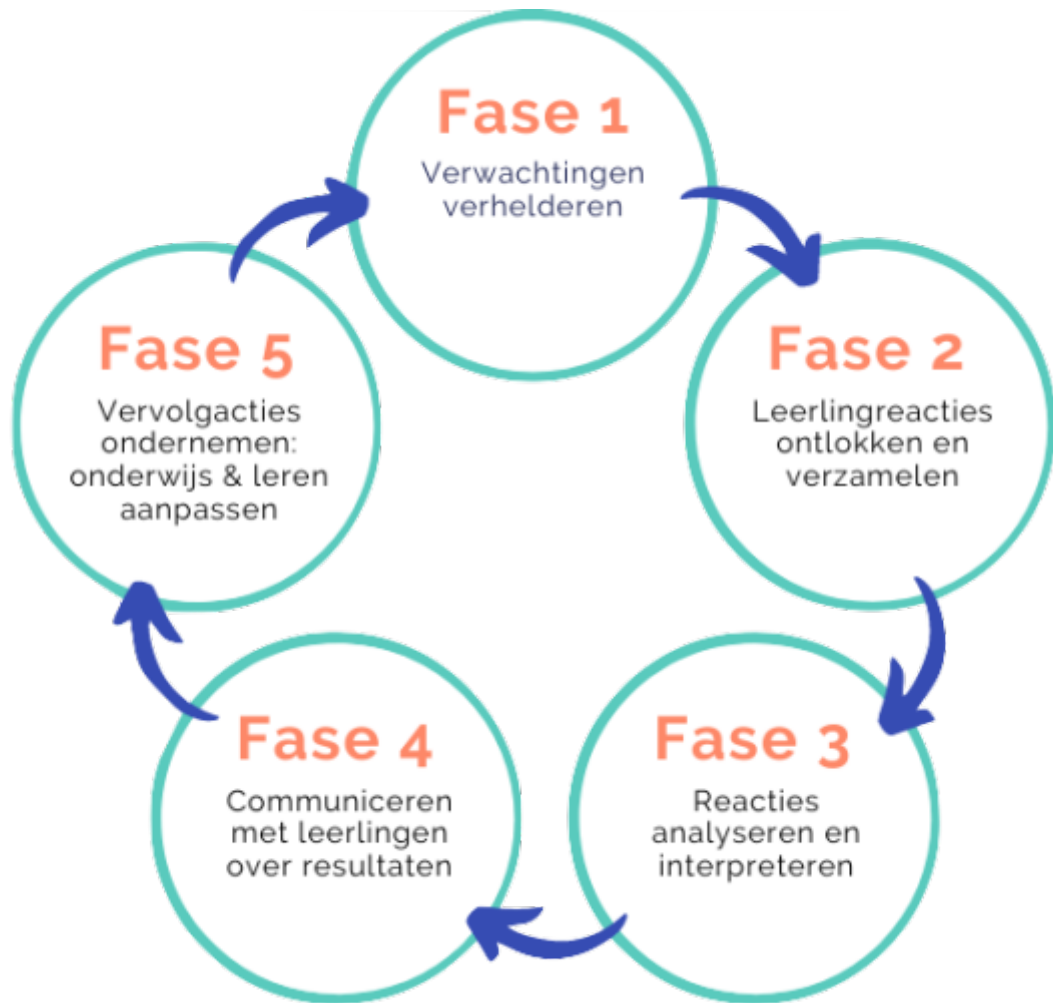 Fase 1
Verwachtingen
verhelderen
Fase 2
Leerlingreacties
ontlokken en
verzamelen
Fase 3
Reacties
analyseren en
interpreteren
Fase 4
Communiceren
met leerlingen
over resultaten
Fase 5
Vervolgacties
ondernemen:
onderwijs & leren
aanpassen